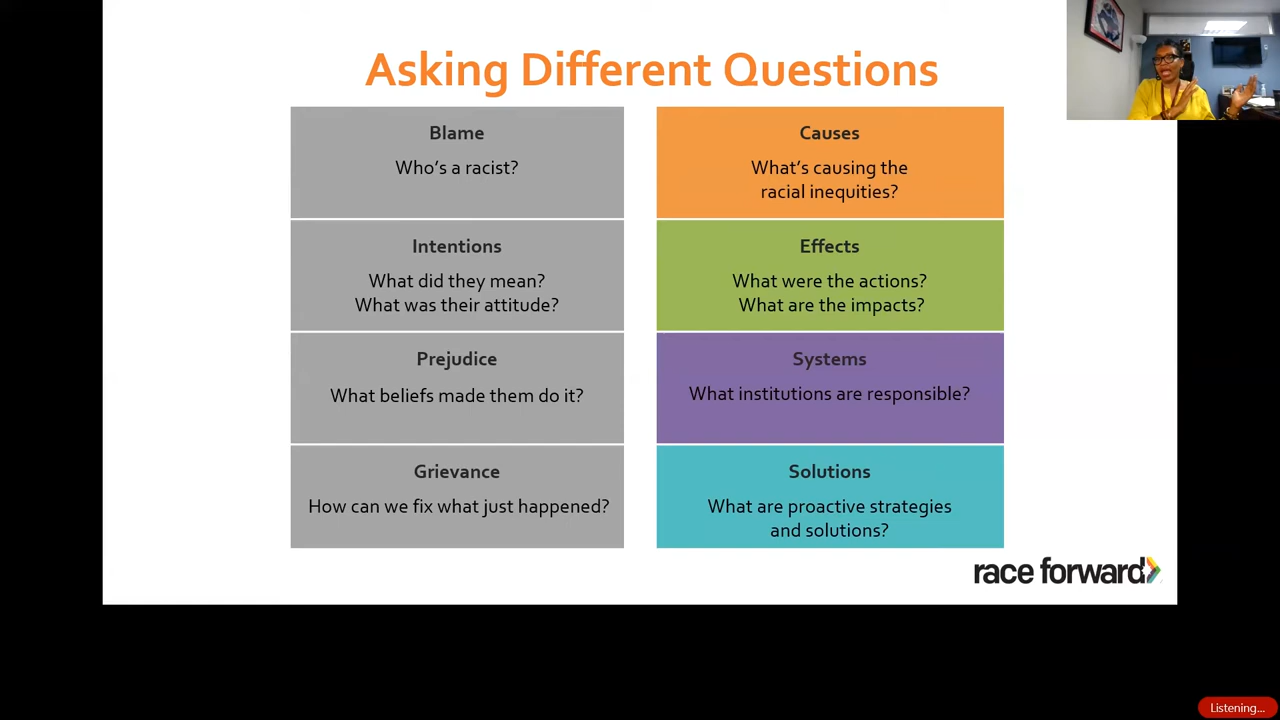 Asking Different Questions
Blame
Who's a racist?
Causes
What's causing the
racial inequities?
Intentions
What did they mean?
What was their attitude?
Effects
What were the actions?
What are the impacts?
Prejudice
What beliefs made them do it?
Systems
What institutions are responsible?
Grievance
How can we fix what just happened?
Solutions
What are proactive strategies
and solutions?
race forward
Listening...